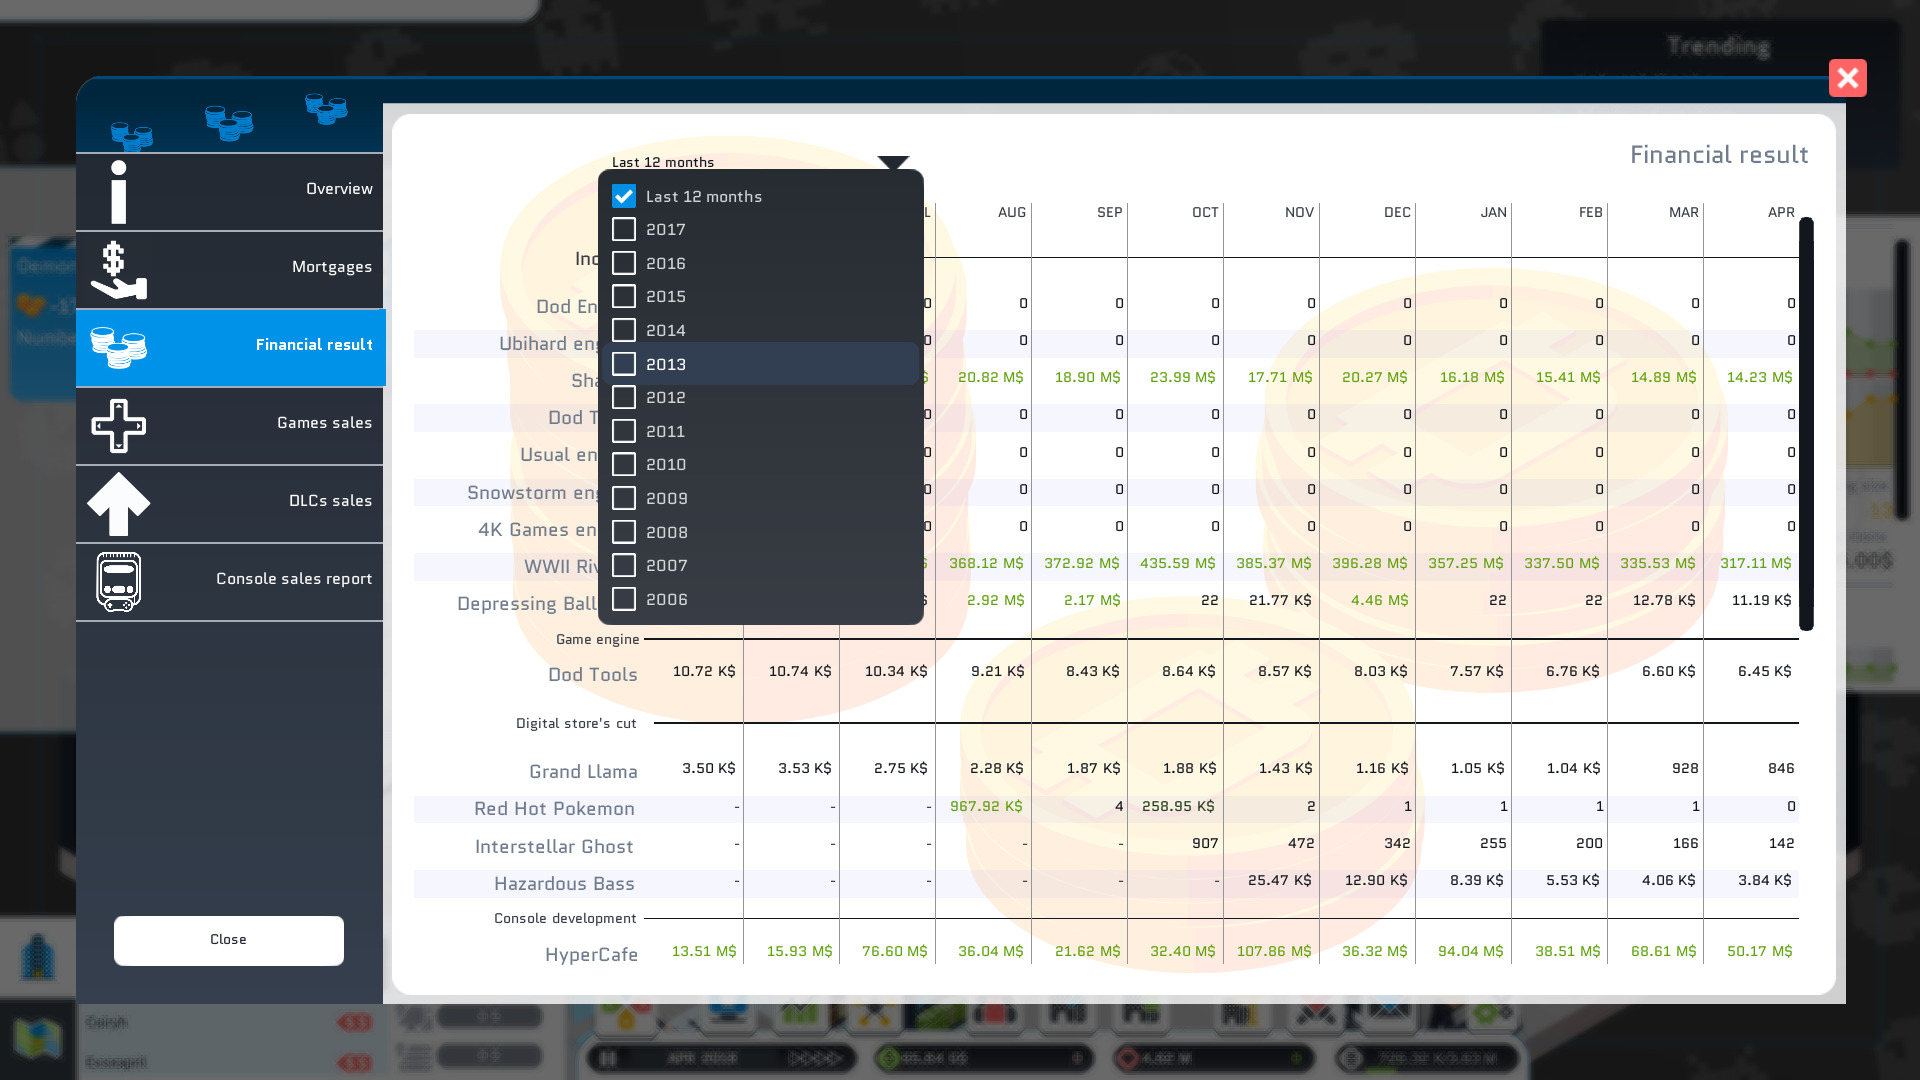 Trending
Financial result
Last 12 months
Last 12 months
2017
2016
2015
2014
2013
2012
2011
2010
2009
2008
2007
2006
Overview
Mortgages
Financial result
Games sales
DLCs sales
Console sales report
Close
L AUG SEP OCT NOV DEC JAN FEB MAR APR
Inc
Dod En 0 0 0 0 0 0 0 0 0 0
Ubihard eng 0 0 0 0 0 0 0 0 0 0
Sha $ 20.82 M$ 18.90 M$ 23.99 M$ 17.71 M$ 20.27 M$ 16.18 M$ 15.41 M$ 14.89 M$ 14.23 M$
Dod T 0 0 0 0 0 0 0 0 0 0
Usual en 0 0 0 0 0 0 0 0 0 0
Snowstorm eng 0 0 0 0 0 0 0 0 0 0
4K Games en 0 0 0 0 0 0 0 0 0 0
WWII Riv $ 368.12 M$ 372.92 M$ 435.59 M$ 385.37 M$ 396.28 M$ 357.25 M$ 337.50 M$ 335.53 M$ 317.11 M$
Depressing Ball $ 2.92 M$ 2.17 M$ 22 21.77 K$ 4.46 M$ 22 22 12.78 K$ 11.19 K$
Game engine
Dod Tools 10.72 K$ 10.74 K$ 10.34 K$ 9.21 K$ 8.43 K$ 8.64 K$ 8.57 K$ 8.03 K$ 7.57 K$ 6.76 K$ 6.60 K$ 6.45 K$
Digital store's cut
Grand Llama 3.50 K$ 3.53 K$ 2.75 K$ 2.28 K$ 1.87 K$ 1.88 K$ 1.43 K$ 1.16 K$ 1.05 K$ 1.04 K$ 928 846
Red Hot Pokemon - - - 967.92 K$ 4 258.95 K$ 2 1 1 1 1 0
Interstellar Ghost - - - - - 907 472 342 255 200 166 142
Hazardous Bass - - - - - - 25.47 K$ 12.90 K$ 8.39 K$ 5.53 K$ 4.06 K$ 3.84 K$
Console development
HyperCafe 13.51 M$ 15.93 M$ 76.60 M$ 36.04 M$ 21.62 M$ 32.40 M$ 107.86 M$ 36.32 M$ 94.04 M$ 38.51 M$ 68.61 M$ 50.17 M$
APR 2018